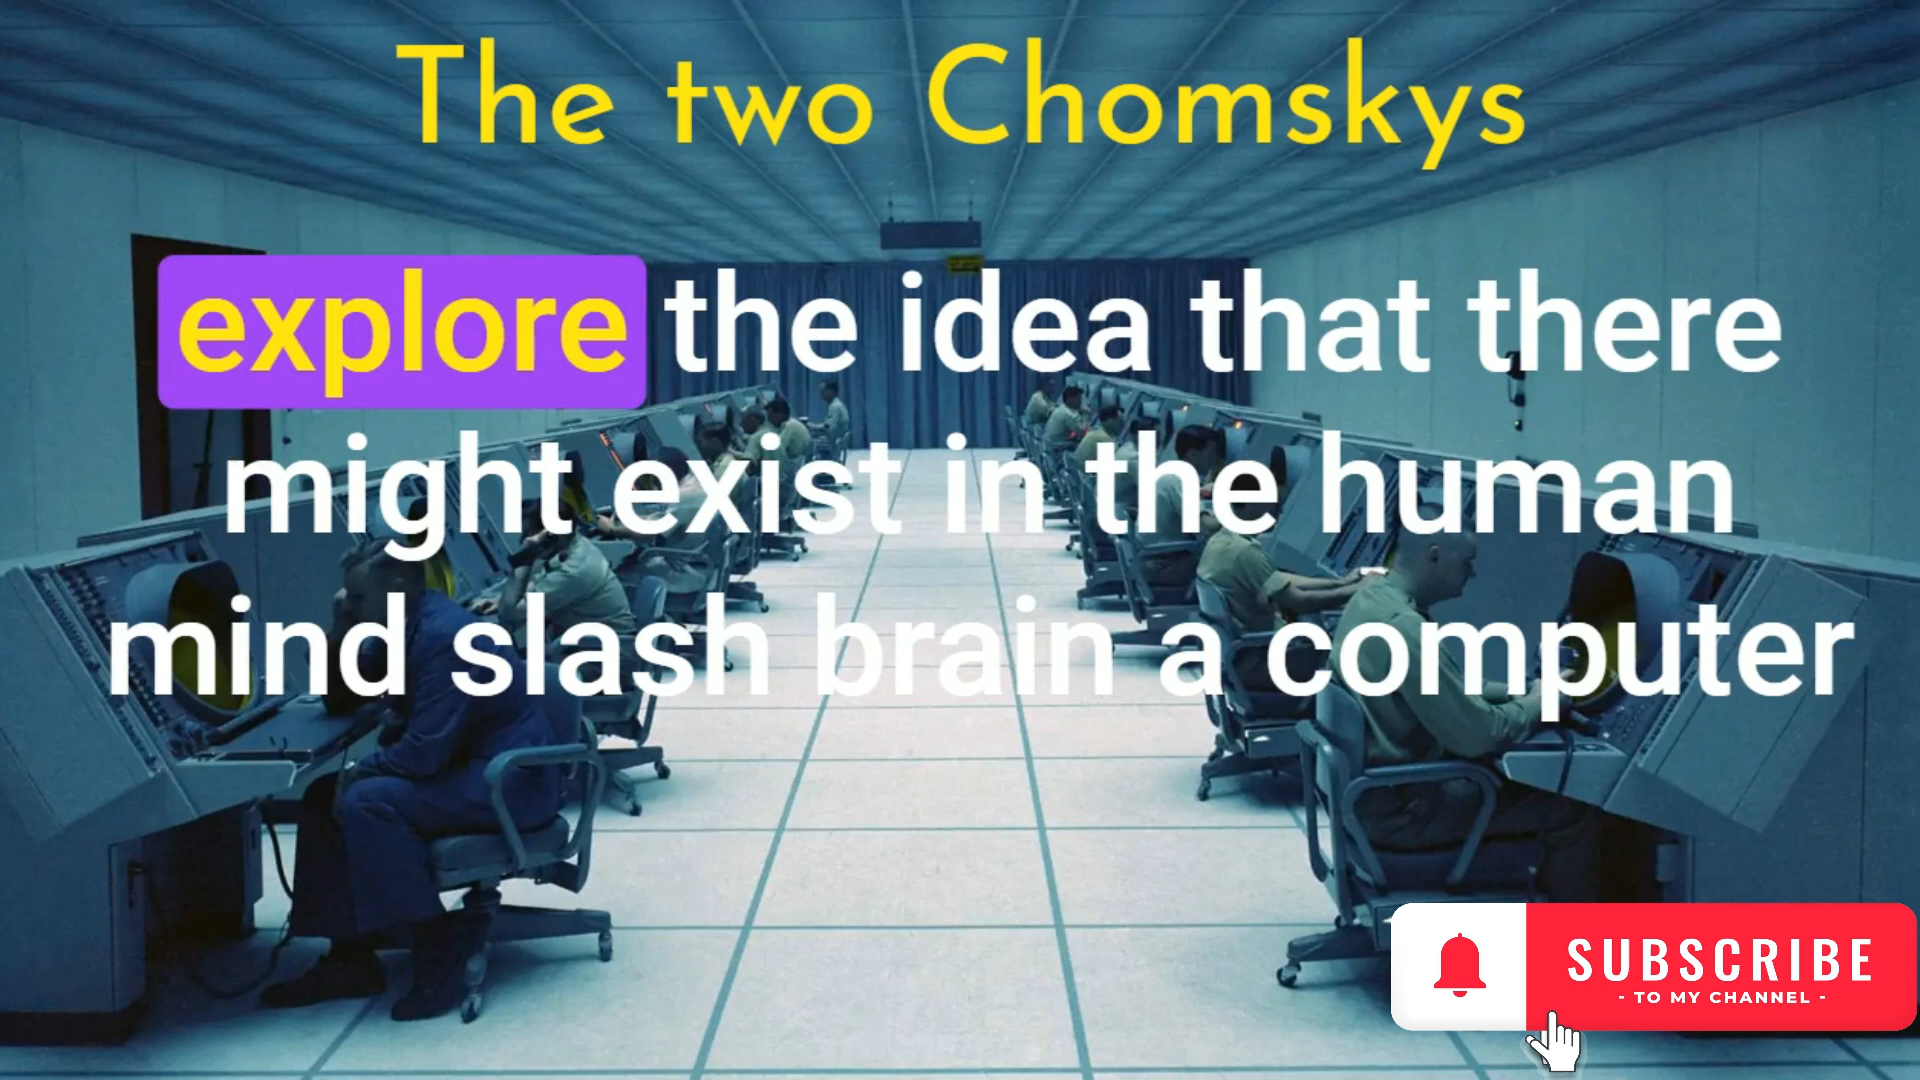 The two Chomskys
explore the idea that there
might exist in the human
mind slash brain a computer
SUBSCRIBE
- TO MY CHANNEL -